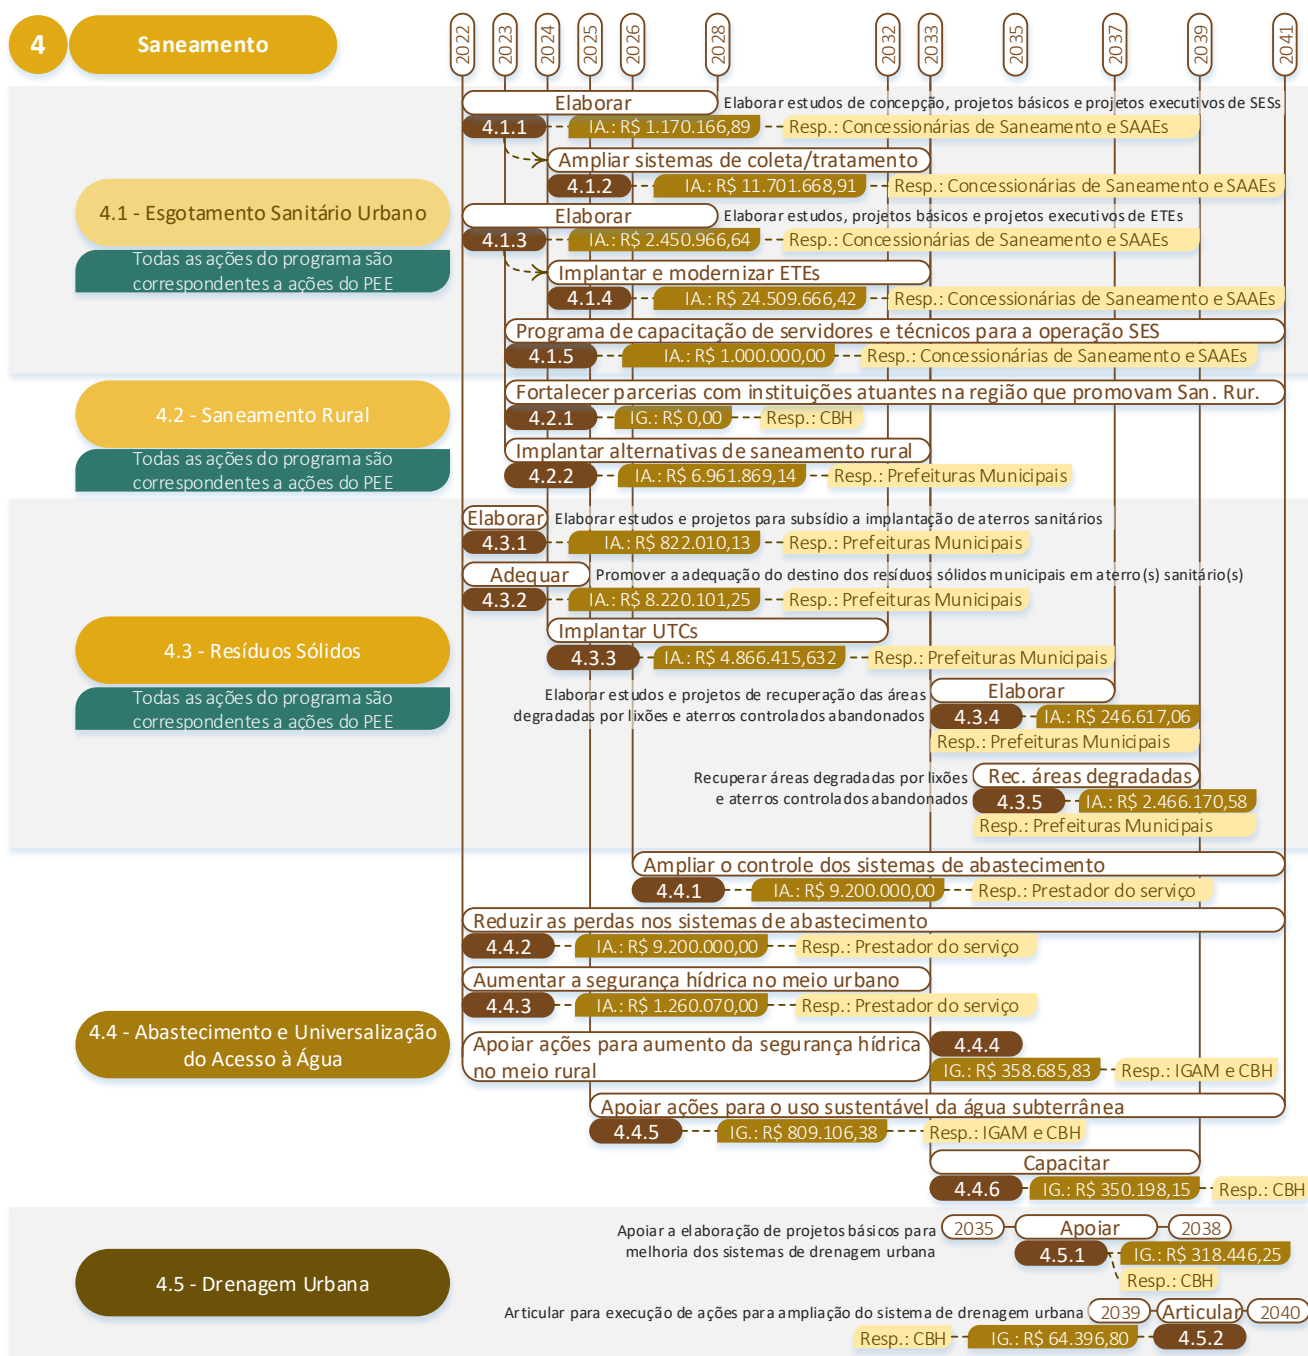 4
Saneamento
2022
2023
2024
2025
2026
2028
2032
2033
2035
2037
2039
2041
4.1 - Esgotamento Sanitário Urbano
Todas as ações do programa são
correspondentes a ações do PEE
Elaborar
Elaborar estudos de concepção, projetos básicos e projetos executivos de SESs
4.1.1
IA.: R$ 1.170.166,89
Resp.: Concessionárias de Saneamento e SAAEs
Ampliar sistemas de coleta/tratamento
4.1.2
IA.: R$ 11.701.668,91
Resp.: Concessionárias de Saneamento e SAAEs
Elaborar
Elaborar estudos, projetos básicos e projetos executivos de ETEs
4.1.3
IA.: R$ 2.450.966,64
Resp.: Concessionárias de Saneamento e SAAEs
Implantar e modernizar ETEs
4.1.4
IA.: R$ 24.509.666,42
Resp.: Concessionárias de Saneamento e SAAEs
Programa de capacitação de servidores e técnicos para a operação SES
4.1.5
IA.: R$ 1.000.000,00
Resp.: Concessionárias de Saneamento e SAAEs
4.2 - Saneamento Rural
Todas as ações do programa são
correspondentes a ações do PEE
Fortalecer parcerias com instituições atuantes na região que promovam San. Rur.
4.2.1
IG.: R$ 0,00
Resp.: CBH
Implantar alternativas de saneamento rural
4.2.2
IA.: R$ 6.961.869,14
Resp.: Prefeituras Municipais
4.3 - Resíduos Sólidos
Todas as ações do programa são
correspondentes a ações do PEE
Elaborar
Elaborar estudos e projetos para subsídio a implantação de aterros sanitários
4.3.1
IA.: R$ 822.010,13
Resp.: Prefeituras Municipais
Adequar
Promover a adequação do destino dos resíduos sólidos municipais em aterro(s) sanitário(s)
4.3.2
IA.: R$ 8.220.101,25
Resp.: Prefeituras Municipais
Implantar UTCs
4.3.3
IA.: R$ 4.866.415,632
Resp.: Prefeituras Municipais
Elaborar estudos e projetos de recuperação das áreas
degradadas por lixões e aterros controlados abandonados
Elaborar
4.3.4
IA.: R$ 246.617,06
Resp.: Prefeituras Municipais
Recuperar áreas degradadas por lixões
e aterros controlados abandonados
Rec. áreas degradadas
4.3.5
IA.: R$ 2.466.170,58
Resp.: Prefeituras Municipais
4.4 - Abastecimento e Universalização
do Acesso à Água
Ampliar o controle dos sistemas de abastecimento
4.4.1
IA.: R$ 9.200.000,00
Resp.: Prestador do serviço
Reduzir as perdas nos sistemas de abastecimento
4.4.2
IA.: R$ 9.200.000,00
Resp.: Prestador do serviço
Aumentar a segurança hídrica no meio urbano
4.4.3
IA.: R$ 1.260.070,00
Resp.: Prestador do serviço
Apoiar ações para aumento da segurança hídrica
no meio rural
4.4.4
IG.: R$ 358.685,83
Resp.: IGAM e CBH
Apoiar ações para o uso sustentável da água subterrânea
4.4.5
IG.: R$ 809.106,38
Resp.: IGAM e CBH
Capacitar
4.4.6
IG.: R$ 350.198,15
Resp.: CBH
4.5 - Drenagem Urbana
Apoiar a elaboração de projetos básicos para
melhoria dos sistemas de drenagem urbana
2035
Apoiar
2038
4.5.1
IG.: R$ 318.446,25
Resp.: CBH
Articular para execução de ações para ampliação do sistema de drenagem urbana
2039
Articular
2040
Resp.: CBH
IG.: R$ 64.396,80
4.5.2